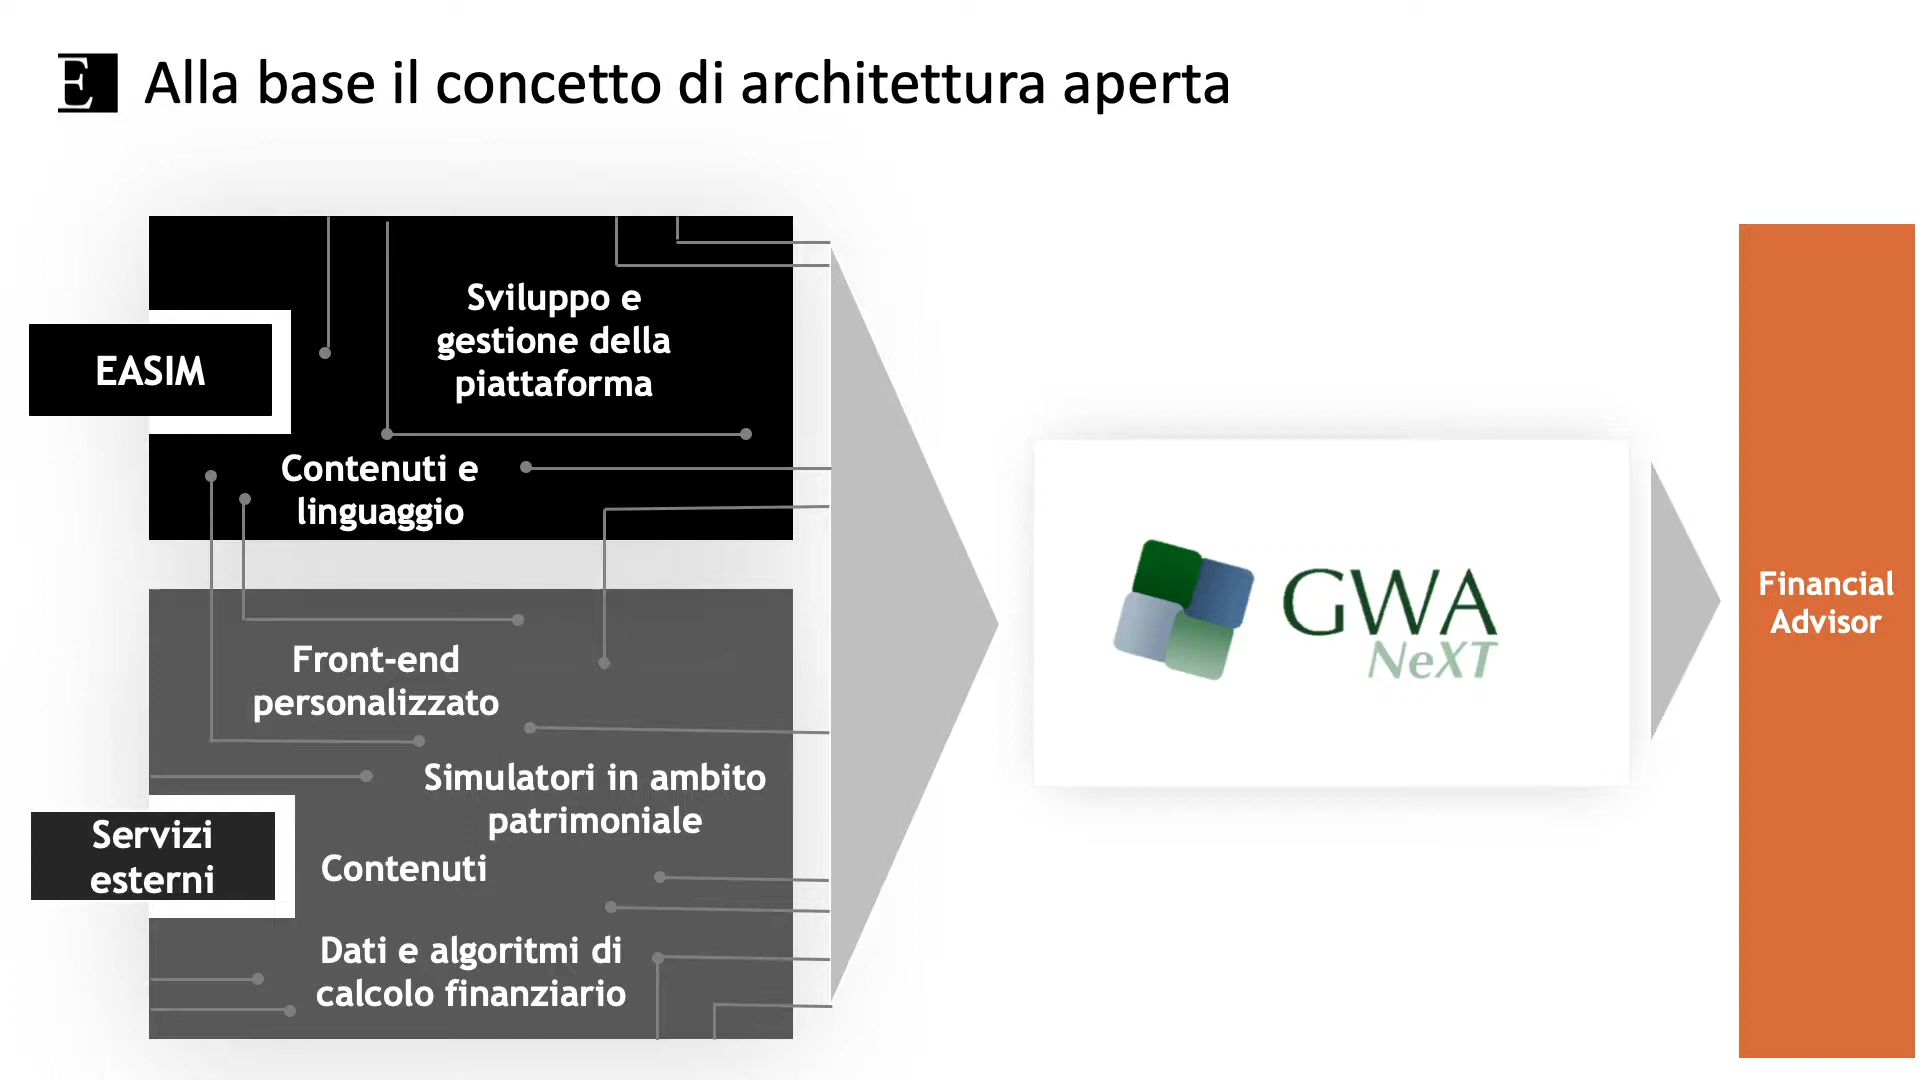 E Alla base il concetto di architettura aperta
EASIM
Sviluppo e
gestione della
piattaforma
Contenuti e
linguaggio
Servizi
esterni
Front-end
personalizzato
Simulatori in ambito
patrimoniale
Contenuti
Dati e algoritmi di
calcolo finanziario
GWA
NeXT
Financial
Advisor